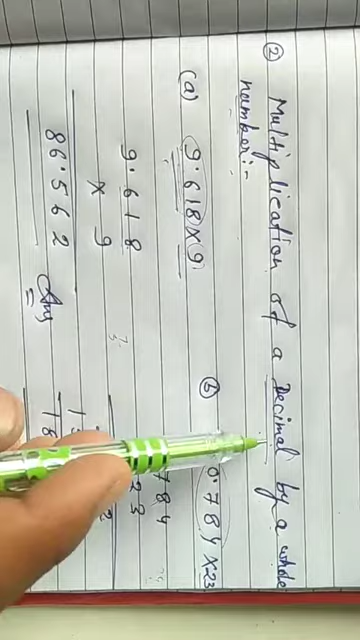 ② Multiplication of a Decimal by a whole
number:-
(a) 9.618×9
9.618
× 9
86.562 Ans
(b) 0.784×23
784
23